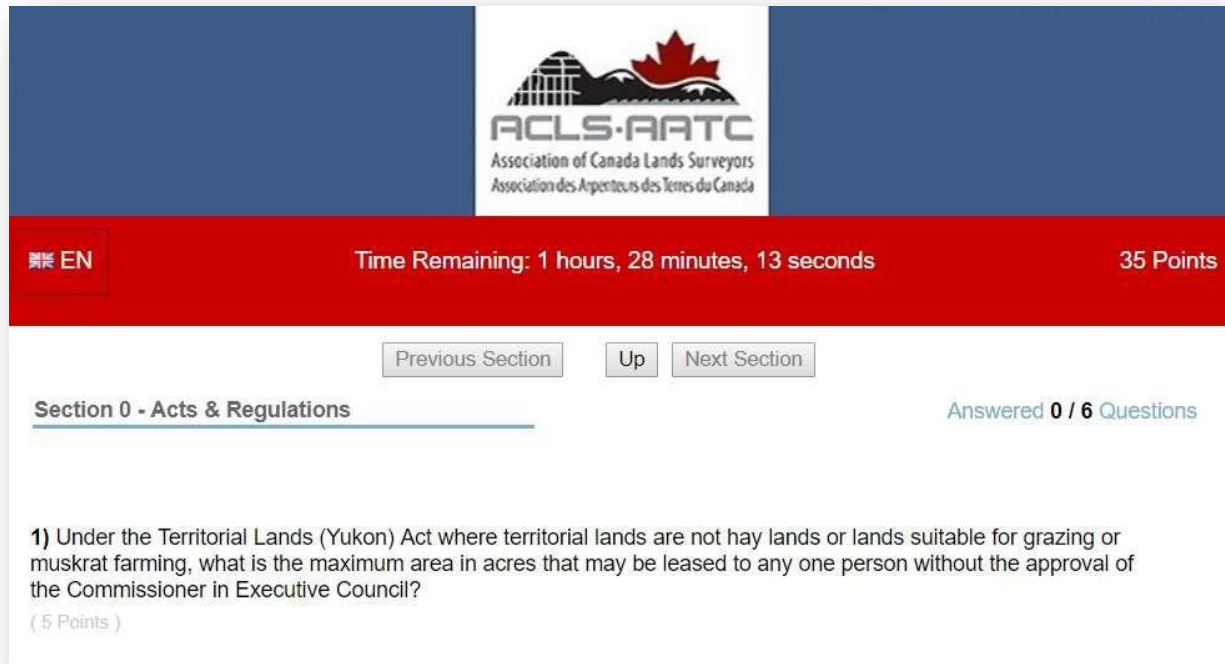 ACLS·AATC
Association of Canada Lands Surveyors
Association des Arpenteurs des Terres du Canada
EN
Time Remaining: 1 hours, 28 minutes, 13 seconds
35 Points
Previous Section
Up
Next Section
Section 0 - Acts & Regulations
Answered 0 / 6 Questions
1) Under the Territorial Lands (Yukon) Act where territorial lands are not hay lands or lands suitable for grazing or
muskrat farming, what is the maximum area in acres that may be leased to any one person without the approval of
the Commissioner in Executive Council?
( 5 Points )